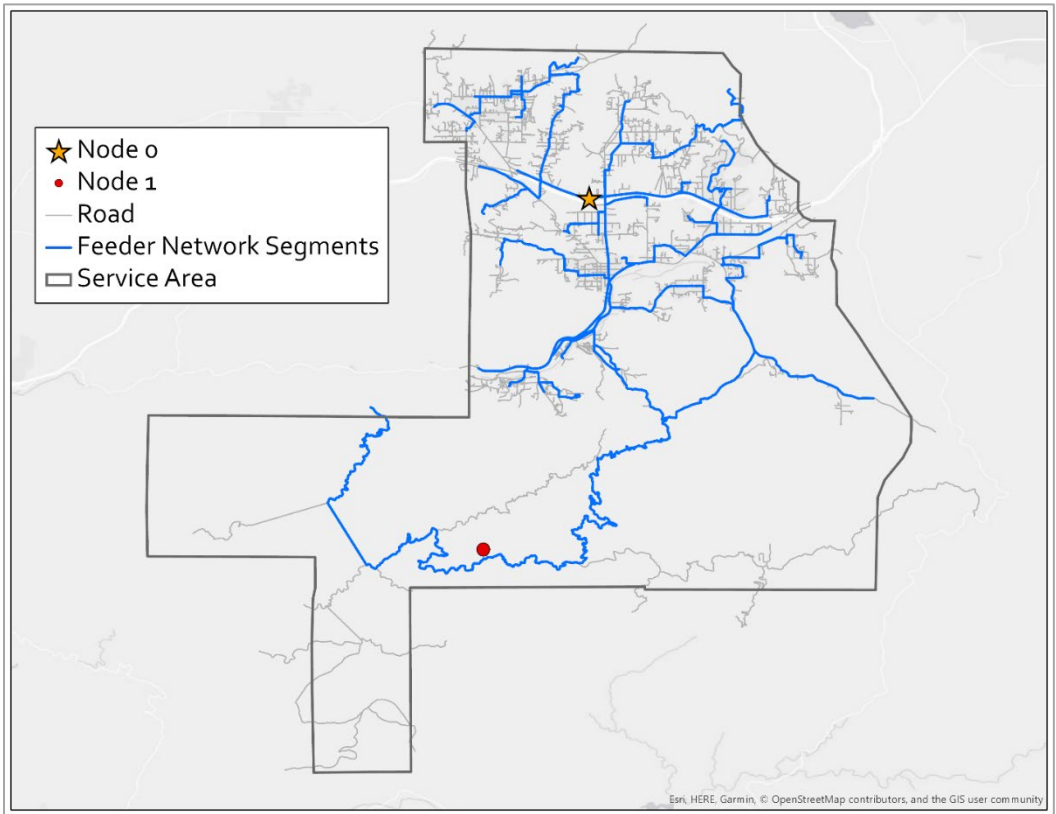 Node 0
Node 1
Road
Feeder Network Segments
Service Area
Esri, HERE, Garmin, © OpenStreetMap contributors, and the GIS user community